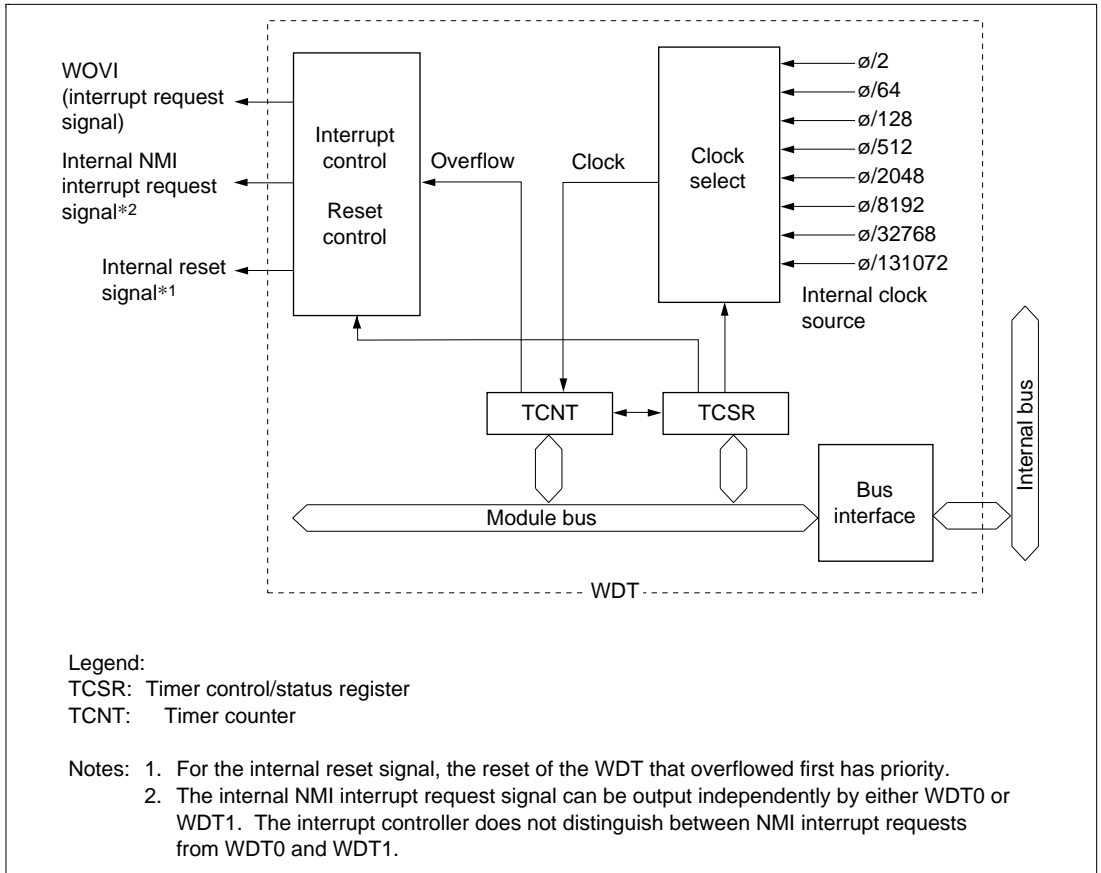 WOVI
(interrupt request
signal)
Internal NMI
interrupt request
signal*2
Internal reset
signal*1
Interrupt
control
Reset
control
Overflow
Clock
Clock
select
ø/2
ø/64
ø/128
ø/512
ø/2048
ø/8192
ø/32768
ø/131072
Internal clock
source
TCNT
TCSR
Module bus
Bus
interface
Internal bus
WDT
Legend:
TCSR: Timer control/status register
TCNT: Timer counter
Notes: 1. For the internal reset signal, the reset of the WDT that overflowed first has priority.
2. The internal NMI interrupt request signal can be output independently by either WDT0 or
WDT1. The interrupt controller does not distinguish between NMI interrupt requests
from WDT0 and WDT1.